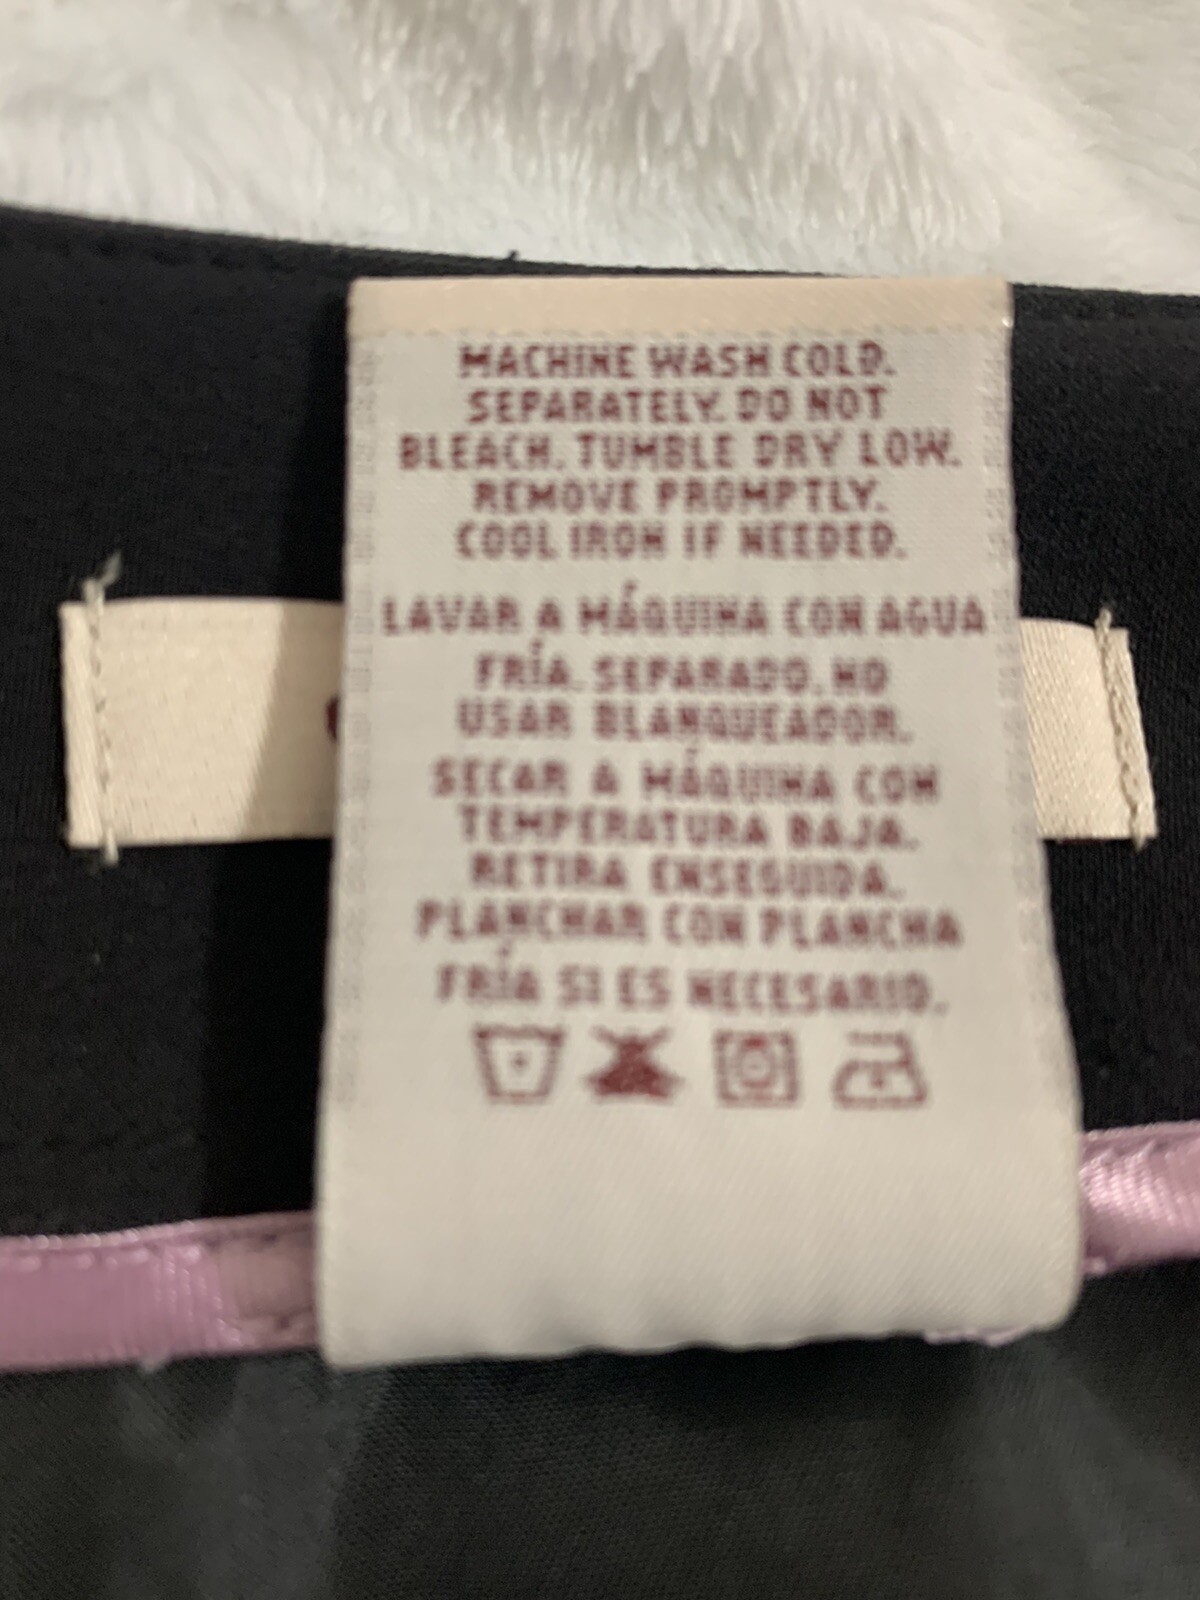 MACHINE WASH COLD.
SEPARATELY. DO NOT
BLEACH. TUMBLE DRY LOW.
REMOVE PROMPTLY.
COOL IRON IF NEEDED.
LAVAR A MÁQUINA CON AGUA
FRÍA. SEPARADO. NO
USAR BLANQUEADOR.
SECAR A MÁQUINA CON
TEMPERATURA BAJA.
RETIRA ENSEGUIDA.
PLANCHAR CON PLANCHA
FRÍA SI ES NECESARIO.